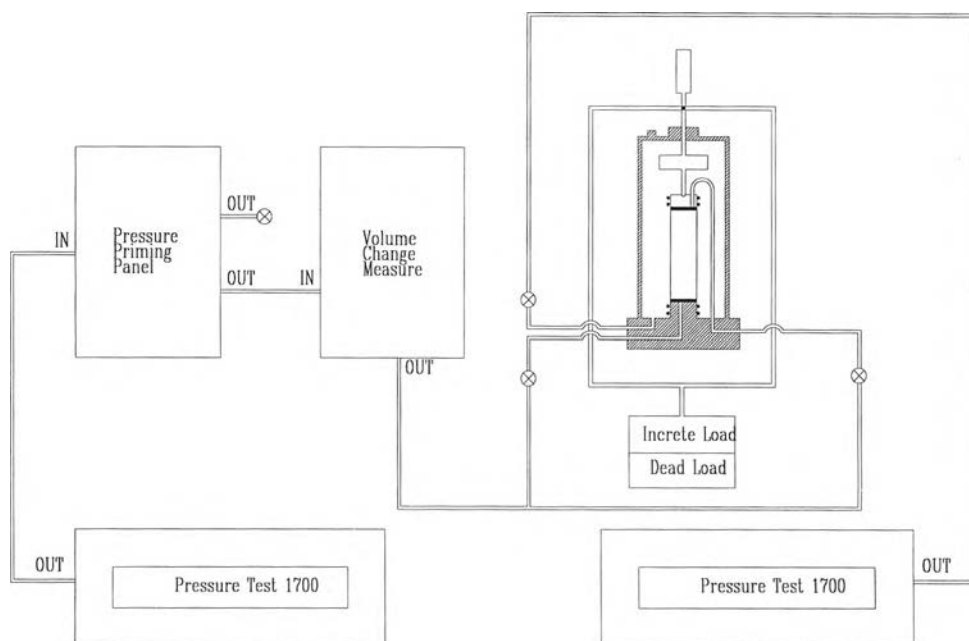 OUT
IN
Pressure
Priming
Panel
OUT
IN
Volume
Change
Measure
OUT
Increte Load
Dead Load
OUT
Pressure Test 1700
Pressure Test 1700
OUT